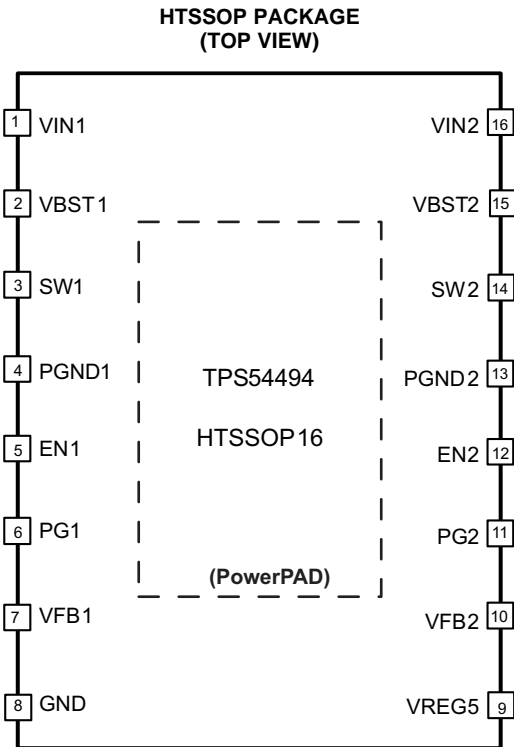 HTSSOP PACKAGE
(TOP VIEW)
1 VIN1 VIN2 16
2 VBST1 VBST2 15
3 SW1 SW2 14
4 PGND1 TPS54494 PGND2 13
HTSSOP16
5 EN1 EN2 12
6 PG1 PG2 11
(PowerPAD)
7 VFB1 VFB2 10
8 GND VREG5 9